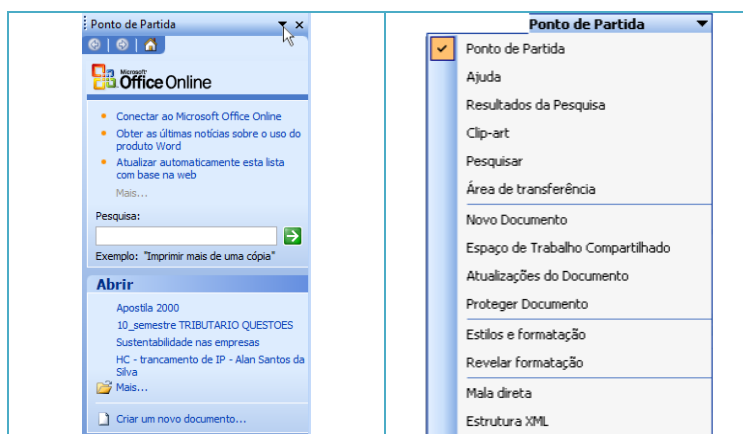 Ponto de Partida
Microsoft
Office Online
Conectar ao Microsoft Office Online
Obter as últimas notícias sobre o uso do
produto Word
Atualizar automaticamente esta lista
com base na web
Mais...
Pesquisa:
Exemplo: "Imprimir mais de uma cópia"
Abrir
Apostila 2000
10_semestre TRIBUTARIO QUESTOES
Sustentabilidade nas empresas
HC - trancamento de IP - Alan Santos da
Silva
Mais...
Criar um novo documento...
Ponto de Partida
Ponto de Partida
Ajuda
Resultados da Pesquisa
Clip-art
Pesquisar
Área de transferência
Novo Documento
Espaço de Trabalho Compartilhado
Atualizações do Documento
Proteger Documento
Estilos e formatação
Revelar formatação
Mala direta
Estrutura XML